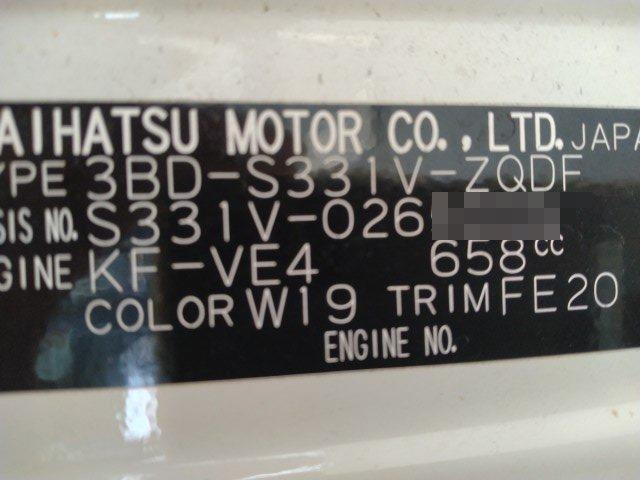 AIHATSU MOTOR CO., LTD. JAPA
YPE 3BD-S331V-ZQDF
SIS NO. S331V-026
GINE KF-VE4 658cc
COLOR W19 TRIM FE20
ENGINE NO.